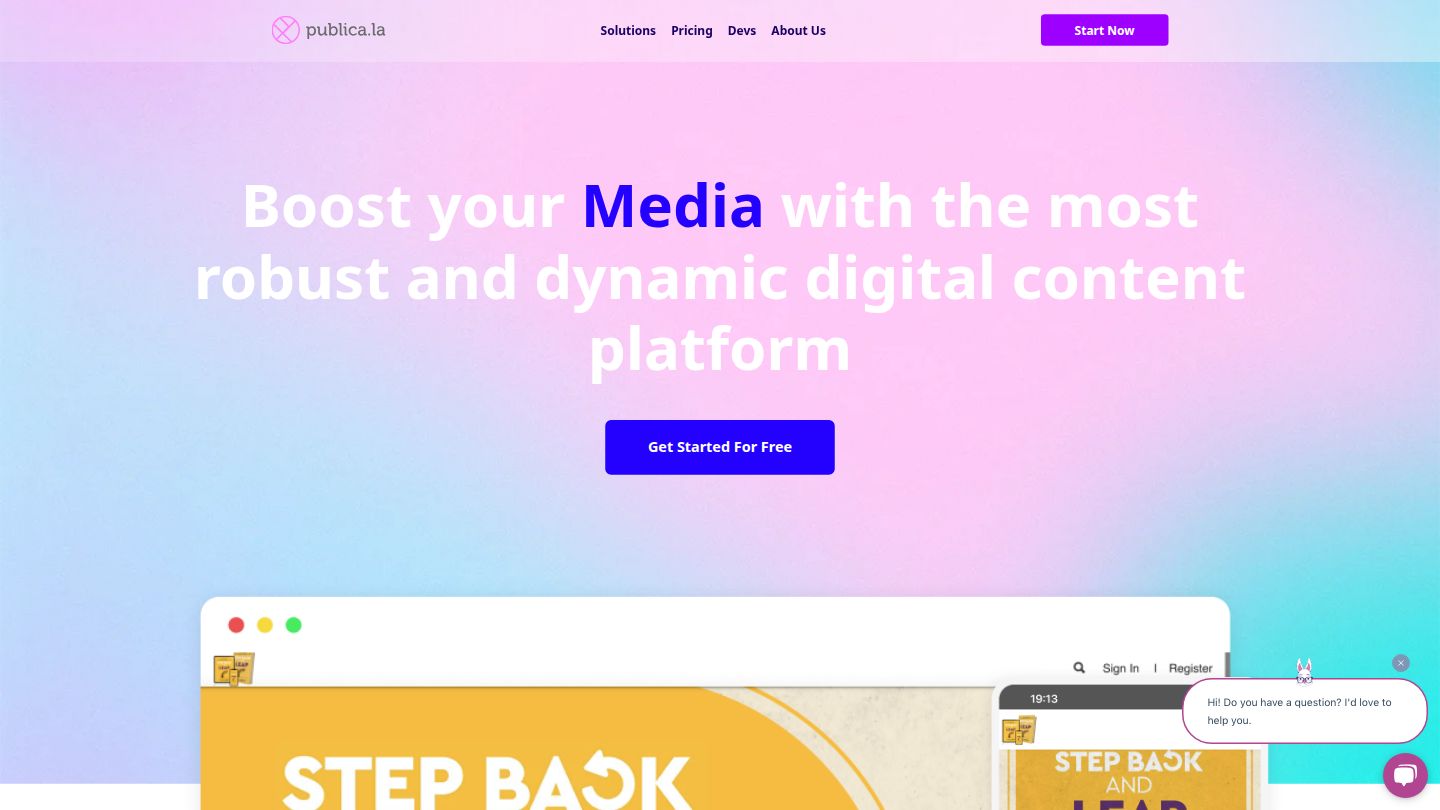 publica.la
Solutions Pricing Devs About Us
Start Now
Boost your Media with the most
robust and dynamic digital content
platform
Get Started For Free
Sign In | Register
19:13
Hi! Do you have a question? I'd love to
help you.
STEP BACK
STEP BACK
AND
LEAP